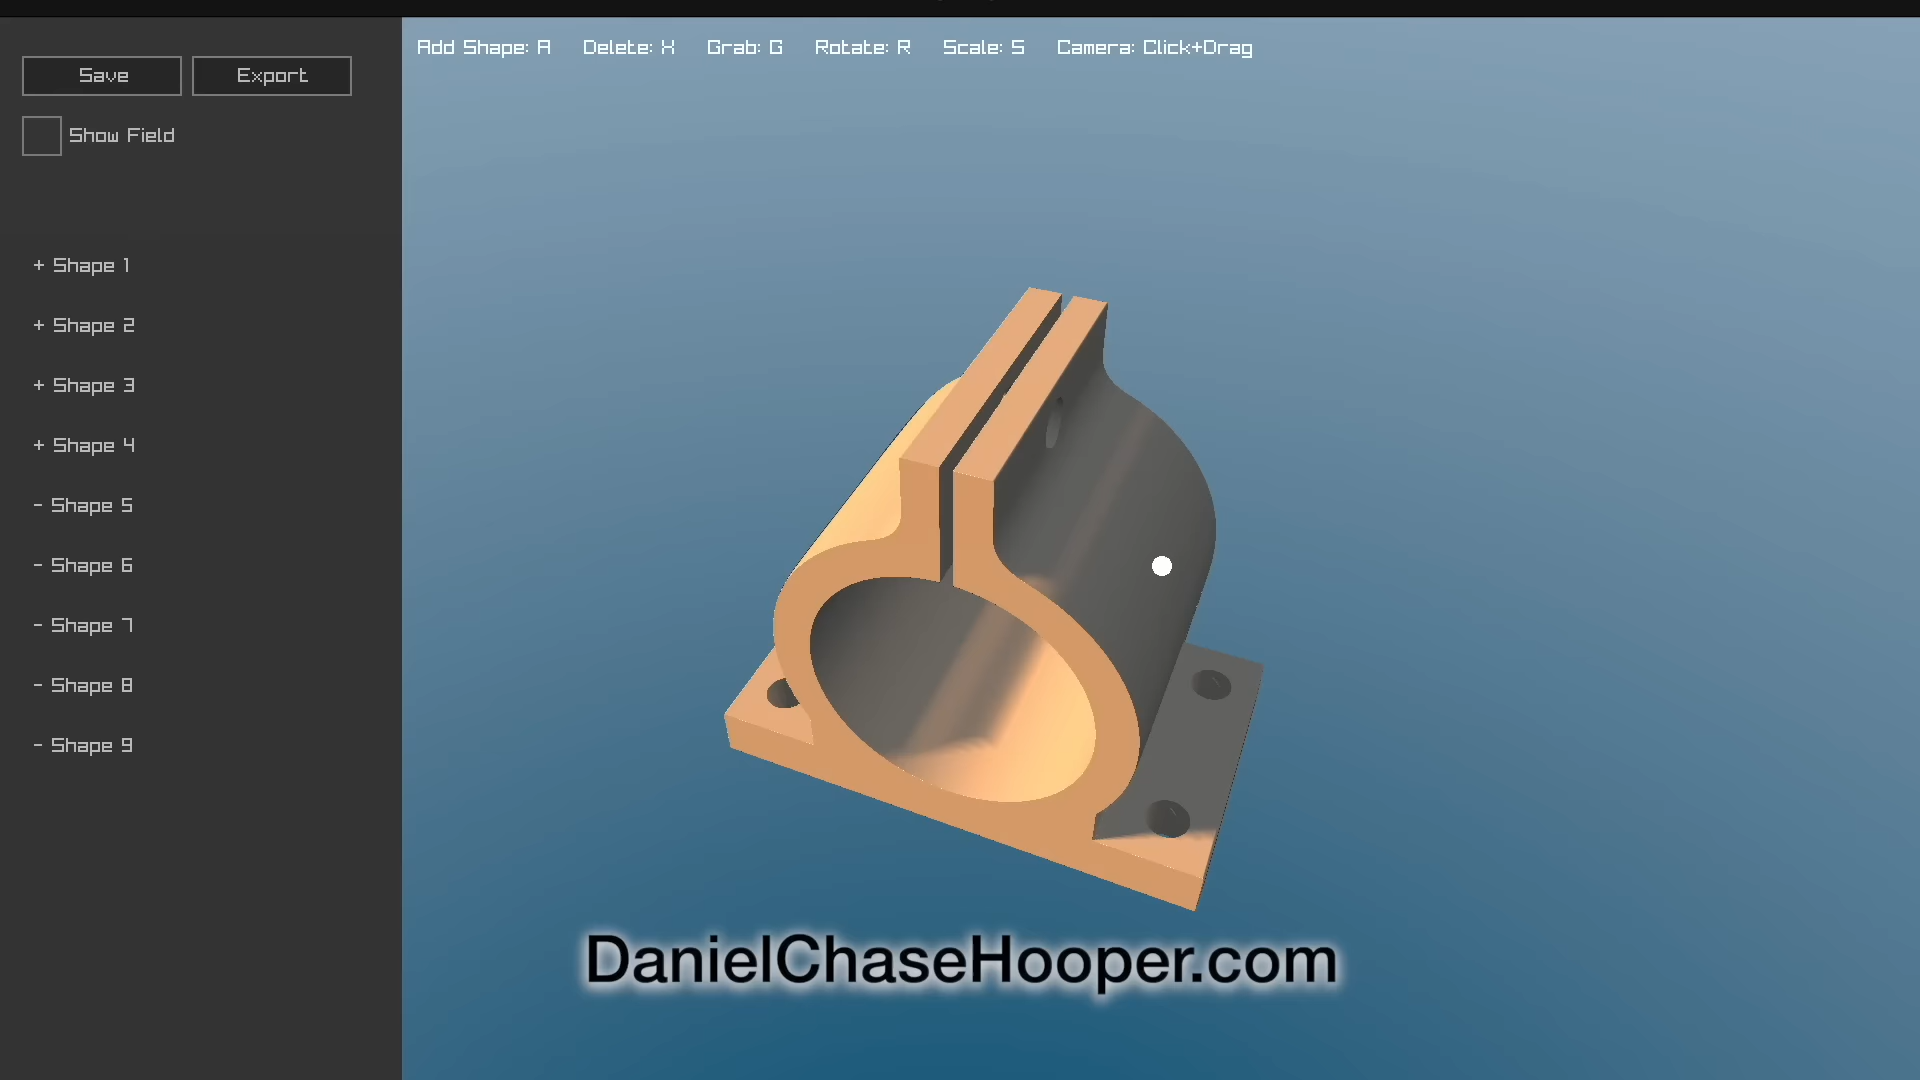 Add Shape: A Delete: X Grab: G Rotate: R Scale: S Camera: Click+Drag
Save Export
Show Field
+ Shape 1
+ Shape 2
+ Shape 3
+ Shape 4
- Shape 5
- Shape 6
- Shape 7
- Shape 8
- Shape 9
DanielChaseHooper.com